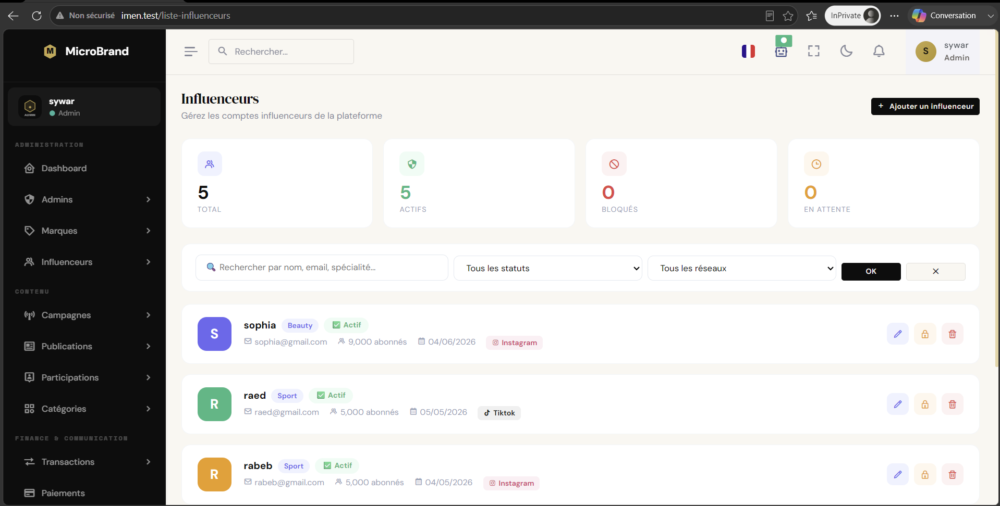 Non sécurisé imen.test/liste-influenceurs
InPrivate
Conversation
M MicroBrand
Rechercher...
S
sywar
Admin
ADMIN
sywar
Admin
ADMINISTRATION
Dashboard
Admins
Marques
Influenceurs
CONTENU
Campagnes
Publications
Participations
Catégories
FINANCE & COMMUNICATION
Transactions
Paiements
Influenceurs
Gérez les comptes influenceurs de la plateforme
+ Ajouter un influenceur
5
TOTAL
5
ACTIFS
0
BLOQUÉS
0
EN ATTENTE
🔍 Rechercher par nom, email, spécialité...
Tous les statuts
Tous les réseaux
OK
✕
S
sophia Beauty ✅ Actif
sophia@gmail.com 9,000 abonnés 04/06/2026 Instagram
R
raed Sport ✅ Actif
raed@gmail.com 5,000 abonnés 05/05/2026 Tiktok
R
rabeb Sport ✅ Actif
rabeb@gmail.com 5,000 abonnés 04/05/2026 Instagram